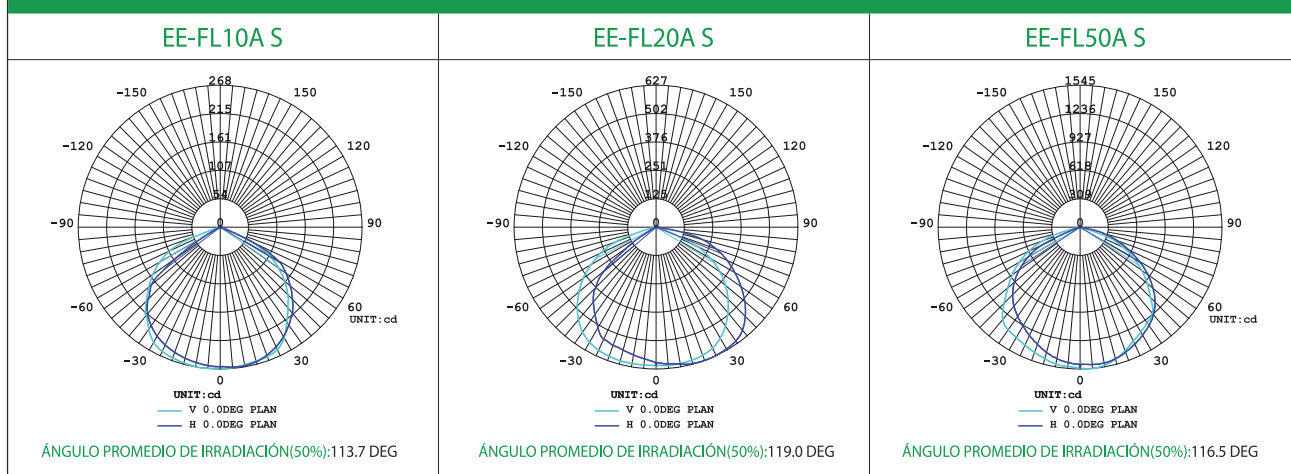 EE-FL10A S
268
-150 150
215
-120 161 120
107
54
-90 0 90
-60 60
UNIT:cd
-30 30
0
UNIT:cd
V 0.0DEG PLAN
H 0.0DEG PLAN
ÁNGULO PROMEDIO DE IRRADIACIÓN(50%):113.7 DEG
EE-FL20A S
627
-150 150
502
-120 376 120
251
125
-90 0 90
-60 60
-30 30
0
UNIT:cd
V 0.0DEG PLAN
H 0.0DEG PLAN
ÁNGULO PROMEDIO DE IRRADIACIÓN(50%):119.0 DEG
EE-FL50A S
1545
-150 150
1236
-120 927 120
618
309
-90 0 90
-60 60
UNIT:cd
-30 30
0
UNIT:cd
V 0.0DEG PLAN
H 0.0DEG PLAN
ÁNGULO PROMEDIO DE IRRADIACIÓN(50%):116.5 DEG